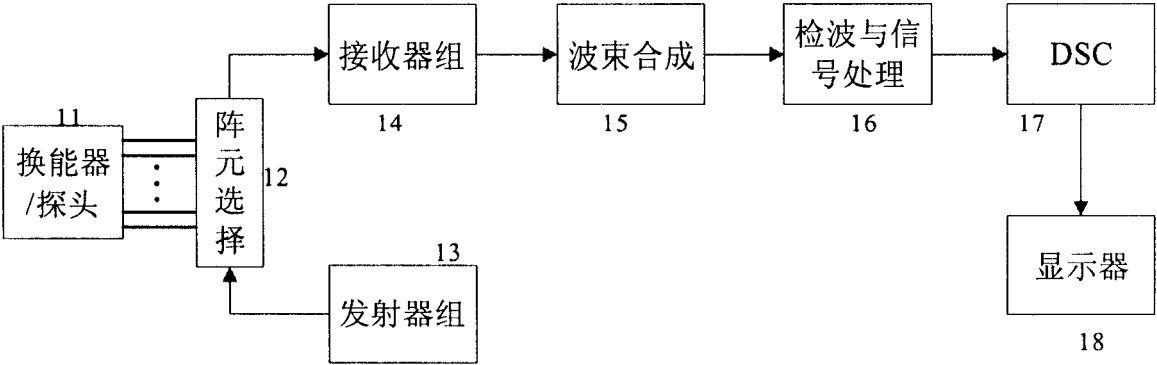 11
换能器
/探头
阵
元
选
择
12
接收器组
14
波束合成
15
检波与信
号处理
16
DSC
17
显示器
18
13
发射器组